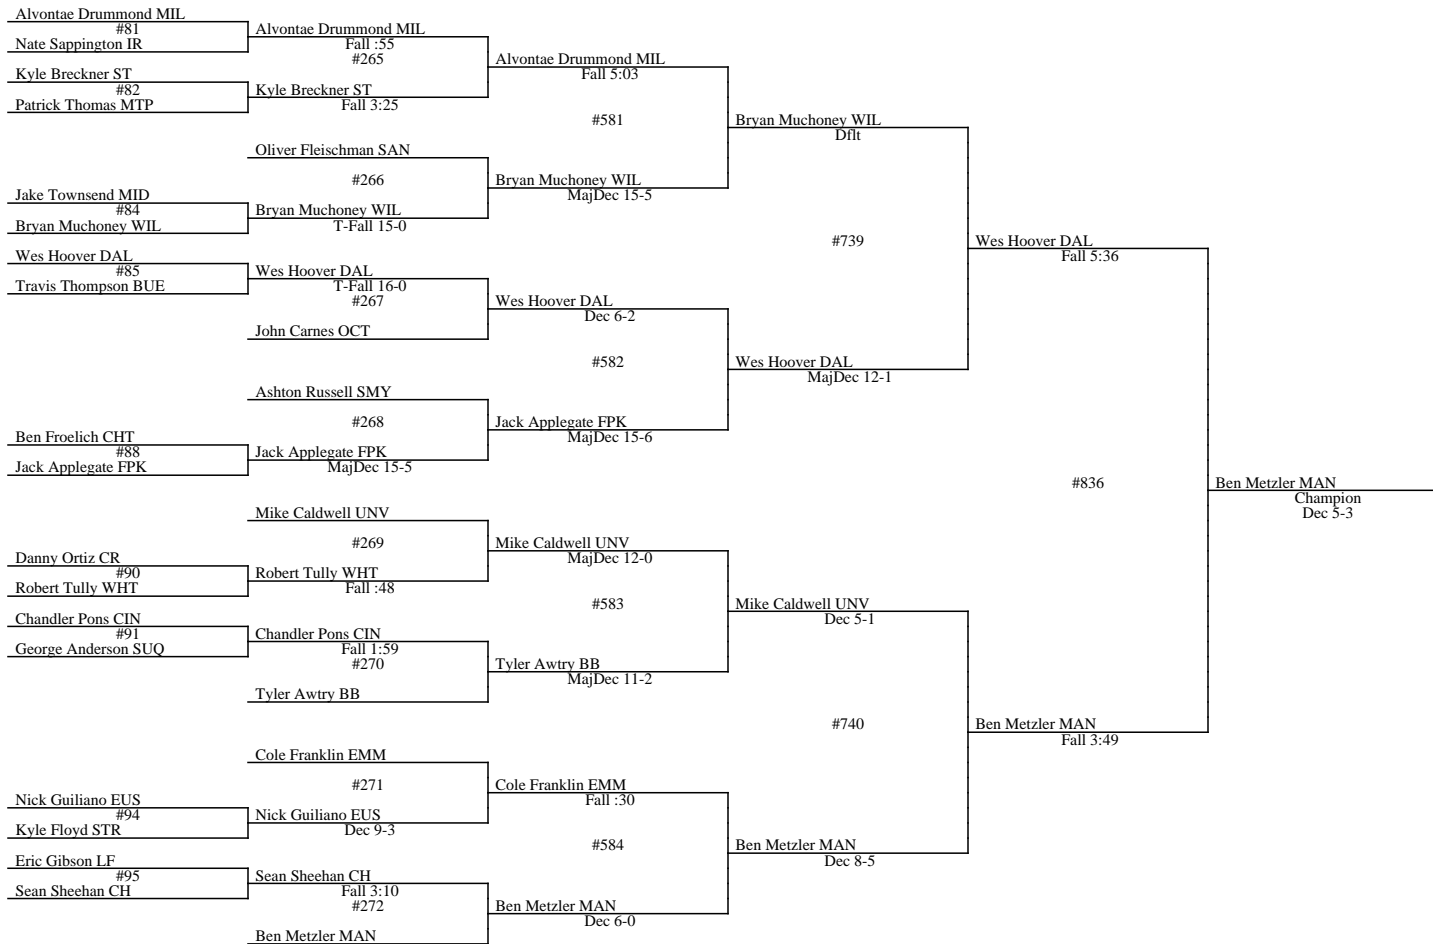 Alvontae Drummond MIL
#81
Nate Sappington IR
Kyle Breckner ST
#82
Patrick Thomas MTP
Jake Townsend MID
#84
Bryan Muchoney WIL
Wes Hoover DAL
#85
Travis Thompson BUE
Ben Froelich CHT
#88
Jack Applegate FPK
Danny Ortiz CR
#90
Robert Tully WHT
Chandler Pons CIN
#91
George Anderson SUQ
Nick Guiliano EUS
#94
Kyle Floyd STR
Eric Gibson LF
#95
Sean Sheehan CH
Alvontae Drummond MIL
Fall :55
#265
Kyle Breckner ST
Fall 3:25
Oliver Fleischman SAN
#266
Bryan Muchoney WIL
T-Fall 15-0
Wes Hoover DAL
T-Fall 16-0
#267
John Carnes OCT
Ashton Russell SMY
#268
Jack Applegate FPK
MajDec 15-5
Mike Caldwell UNV
#269
Robert Tully WHT
Fall :48
Chandler Pons CIN
Fall 1:59
#270
Tyler Awtry BB
Cole Franklin EMM
#271
Nick Guiliano EUS
Dec 9-3
Sean Sheehan CH
Fall 3:10
#272
Ben Metzler MAN
Alvontae Drummond MIL
Fall 5:03
#581
Bryan Muchoney WIL
MajDec 15-5
Wes Hoover DAL
Dec 6-2
#582
Jack Applegate FPK
MajDec 15-6
Mike Caldwell UNV
MajDec 12-0
#583
Tyler Awtry BB
MajDec 11-2
Cole Franklin EMM
Fall :30
#584
Ben Metzler MAN
Dec 6-0
Bryan Muchoney WIL
Dflt
#739
Wes Hoover DAL
MajDec 12-1
Mike Caldwell UNV
Dec 5-1
#740
Ben Metzler MAN
Dec 8-5
Wes Hoover DAL
Fall 5:36
#836
Ben Metzler MAN
Fall 3:49
Ben Metzler MAN
Champion
Dec 5-3